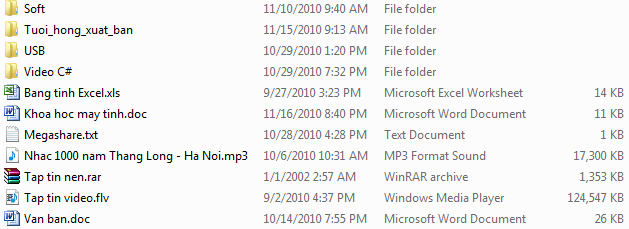 Soft 11/10/2010 9:40 AM File folder
Tuoi_hong_xuat_ban 11/15/2010 9:13 AM File folder
USB 10/29/2010 1:20 PM File folder
Video C# 10/29/2010 7:32 PM File folder
Bang tinh Excel.xls 9/27/2010 3:23 PM Microsoft Excel Worksheet 14 KB
Khoa hoc may tinh.doc 11/16/2010 8:40 PM Microsoft Word Document 11 KB
Megashare.txt 10/28/2010 4:28 PM Text Document 1 KB
Nhac 1000 nam Thang Long - Ha Noi.mp3 10/6/2010 10:31 AM MP3 Format Sound 17,300 KB
Tap tin nen.rar 1/1/2002 2:57 AM WinRAR archive 1,353 KB
Tap tin video.flv 9/2/2010 4:37 PM Windows Media Player 124,547 KB
Van ban.doc 10/14/2010 7:55 PM Microsoft Word Document 26 KB